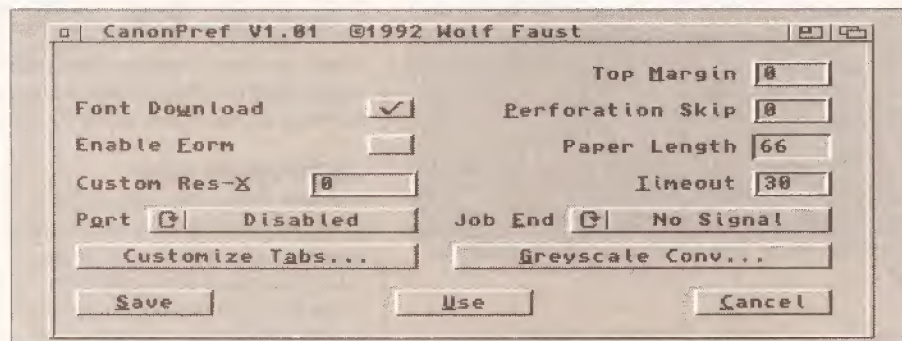 CanonPref V1.01 ©1992 Wolf Faust
Top Margin 0
Font Download
Perforation Skip 0
Enable Form
Paper Length 66
Custom Res-X 0
Timeout 30
Port Disabled
Job End No Signal
Customize Tabs...
Greyscale Conv...
Save
Use
Cancel